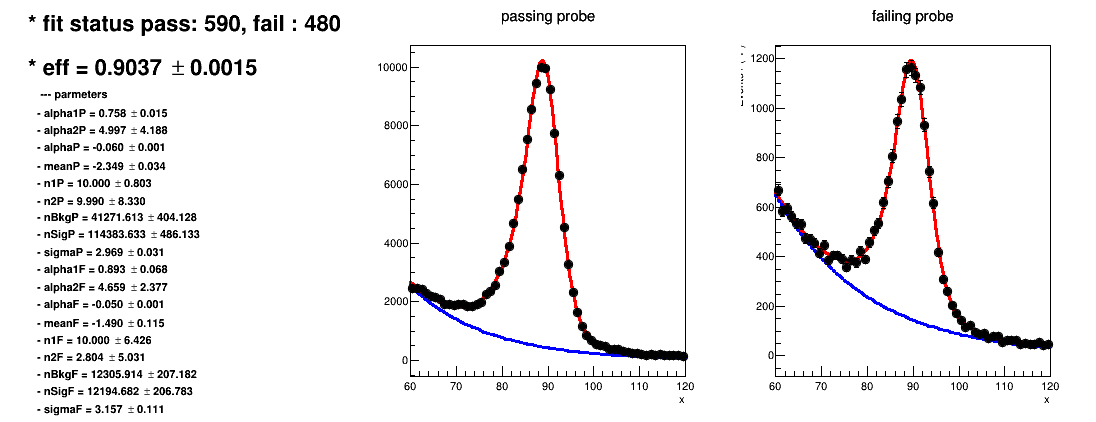 * fit status pass: 590, fail : 480
* eff = 0.9037 ± 0.0015
--- parmeters
- alpha1P = 0.758 ± 0.015
- alpha2P = 4.997 ± 4.188
- alphaP = -0.060 ± 0.001
- meanP = -2.349 ± 0.034
- n1P = 10.000 ± 0.803
- n2P = 9.990 ± 8.330
- nBkgP = 41271.613 ± 404.128
- nSigP = 114383.633 ± 486.133
- sigmaP = 2.969 ± 0.031
- alpha1F = 0.893 ± 0.068
- alpha2F = 4.659 ± 2.377
- alphaF = -0.050 ± 0.001
- meanF = -1.490 ± 0.115
- n1F = 10.000 ± 6.426
- n2F = 2.804 ± 5.031
- nBkgF = 12305.914 ± 207.182
- nSigF = 12194.682 ± 206.783
- sigmaF = 3.157 ± 0.111
passing probe
10000
8000
6000
4000
2000
0
60 70 80 90 100 110 120
x
failing probe
1200
1000
800
600
400
200
0
60 70 80 90 100 110 120
x